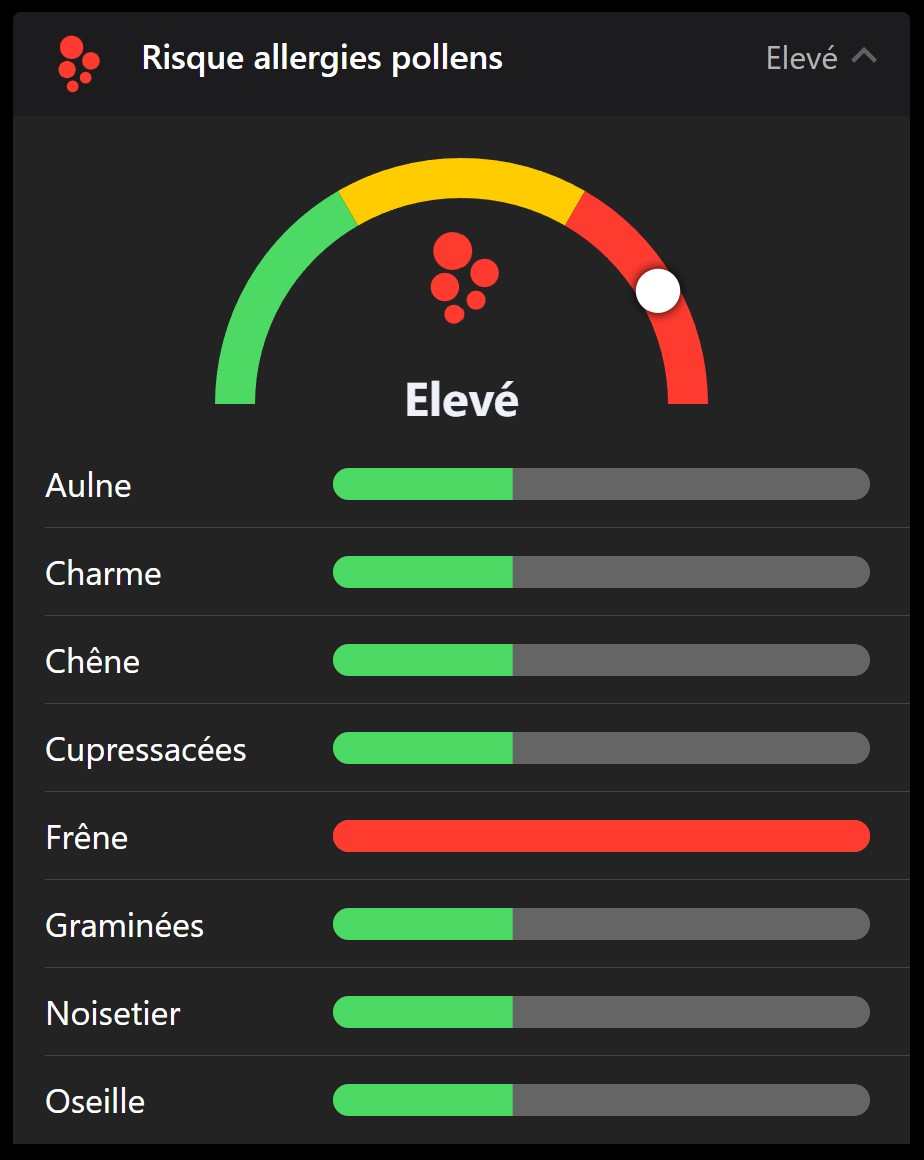 Risque allergies pollens Elevé
Elevé
Aulne
Charme
Chêne
Cupressacées
Frêne
Graminées
Noisetier
Oseille